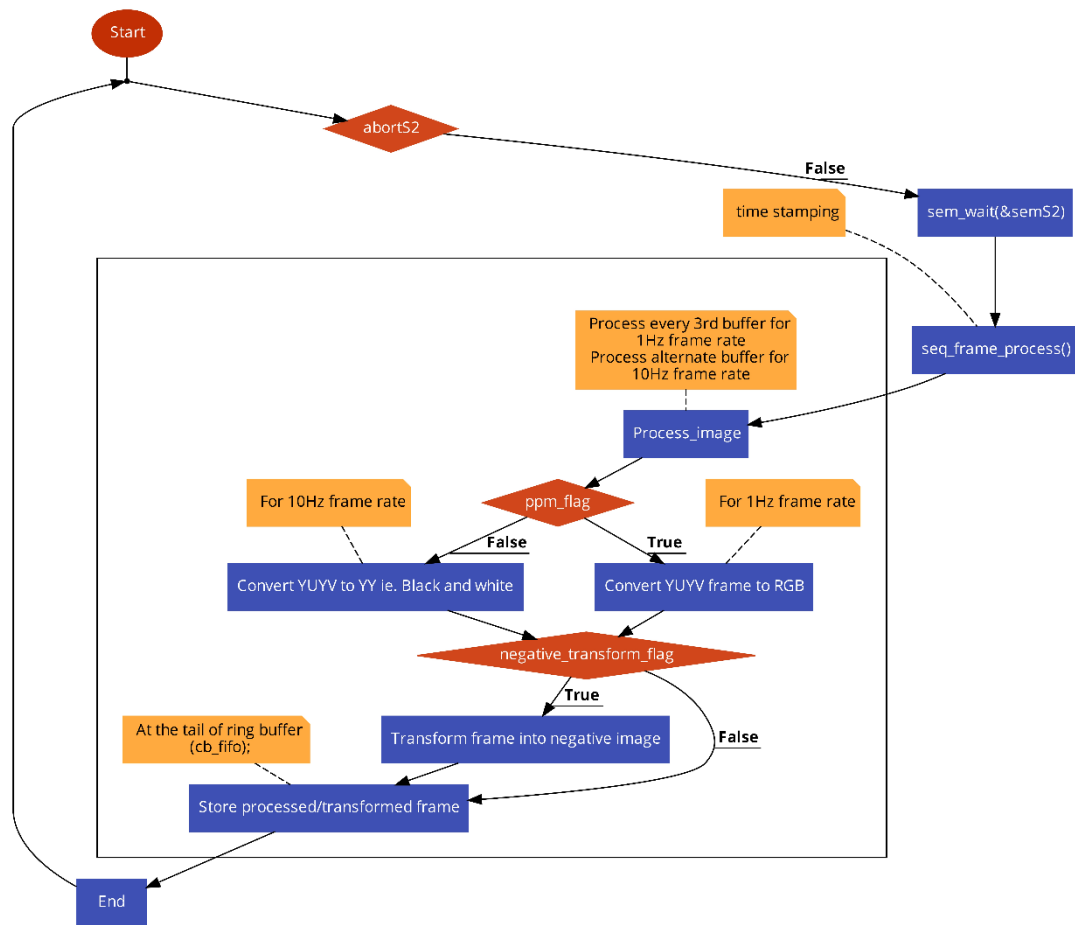 Start
abortS2
False
time stamping
sem_wait(&semS2)
seq_frame_process()
Process every 3rd buffer for
1Hz frame rate
Process alternate buffer for
10Hz frame rate
Process_image
For 10Hz frame rate
ppm_flag
For 1Hz frame rate
False
True
Convert YUYV to YY ie. Black and white
Convert YUYV frame to RGB
negative_transform_flag
True
At the tail of ring buffer
(cb_fifo);
Transform frame into negative image
False
Store processed/transformed frame
End